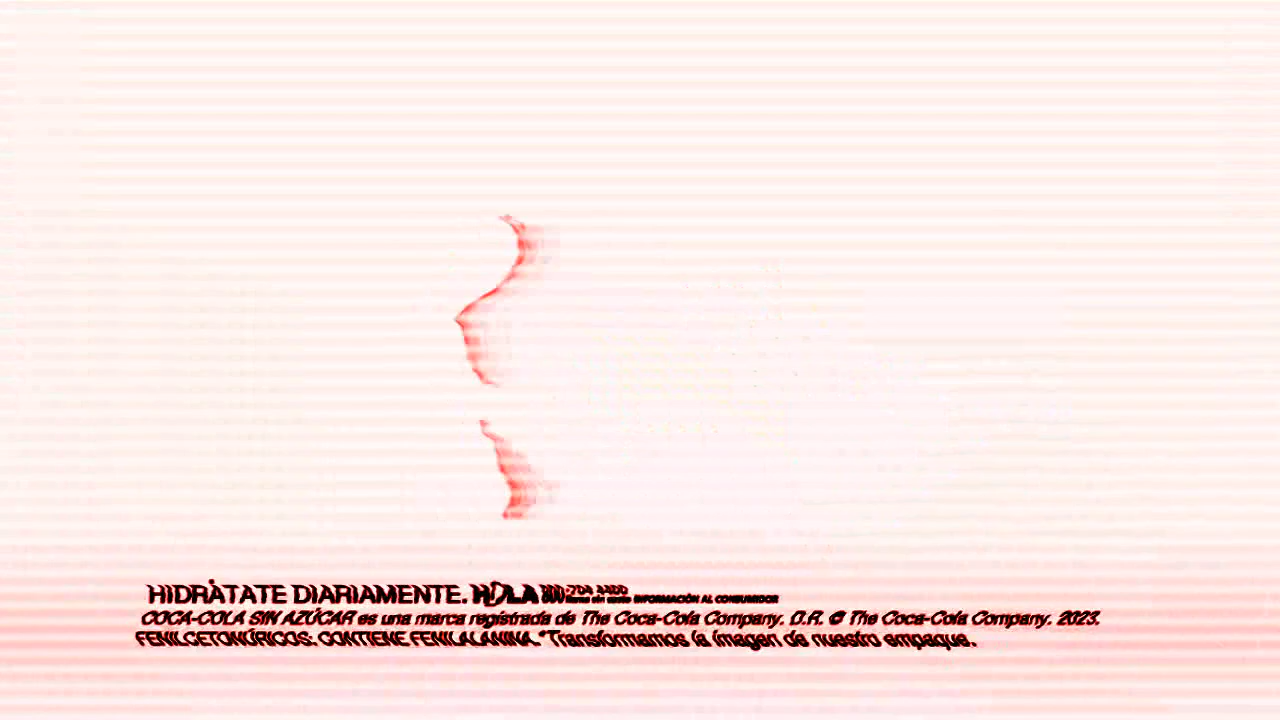 HIDRÁTATE DIARIAMENTE. HOLA INFORMACIÓN AL CONSUMIDOR
COCA-COLA SIN AZÚCAR es una marca registrada de The Coca-Cola Company. D.R. © The Coca-Cola Company. 2023.
FENILCETONÚRICOS: CONTIENE FENILALANINA. *Transformamos la imagen de nuestro empaque.